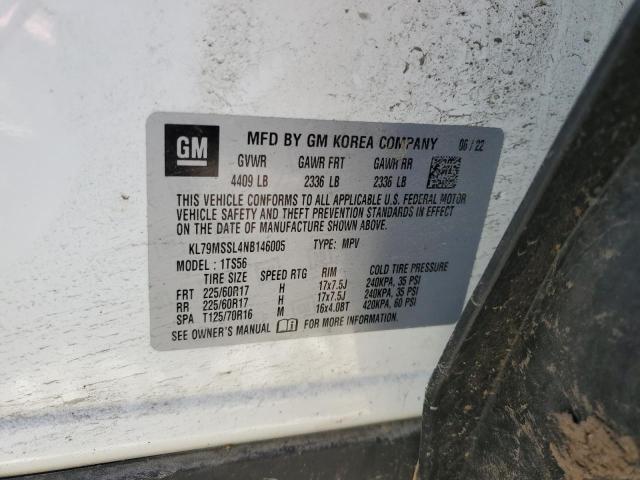 GM
MFD BY GM KOREA COMPANY 06 / 22
GVWR GAWR FRT GAWR RR
4409 LB 2336 LB 2336 LB
THIS VEHICLE CONFORMS TO ALL APPLICABLE U.S. FEDERAL MOTOR
VEHICLE SAFETY AND THEFT PREVENTION STANDARDS IN EFFECT
ON THE DATE OF MANUFACTURE SHOWN ABOVE.
KL79MSSL4NB146005 TYPE: MPV
MODEL : 1TS56
TIRE SIZE SPEED RTG RIM COLD TIRE PRESSURE
FRT 225/60R17 H 17x7.5J 240KPA, 35 PSI
RR 225/60R17 H 17x7.5J 240KPA, 35 PSI
SPA T125/70R16 M 16x4.0BT 420KPA, 60 PSI
SEE OWNER'S MANUAL FOR MORE INFORMATION.